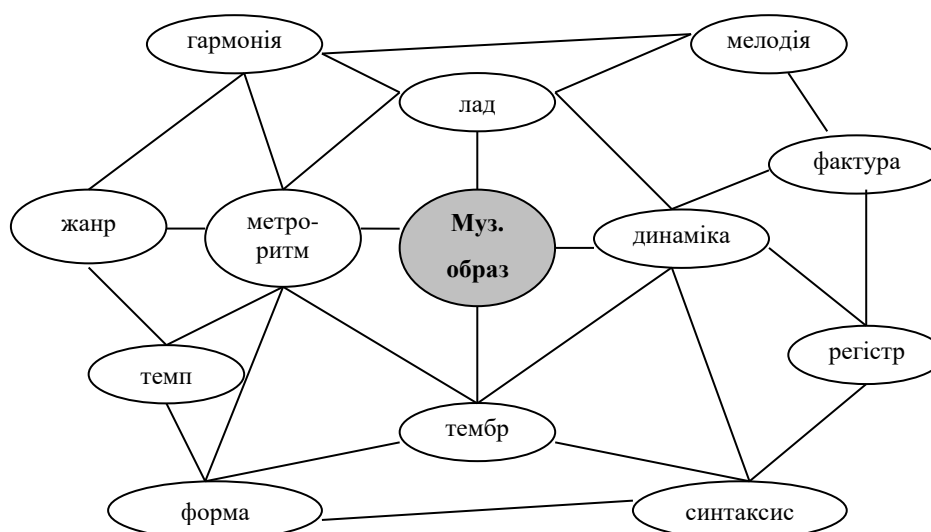 гармонія
мелодія
лад
фактура
жанр
метро-
ритм
Муз.
образ
динаміка
темп
регістр
тембр
форма
синтаксис